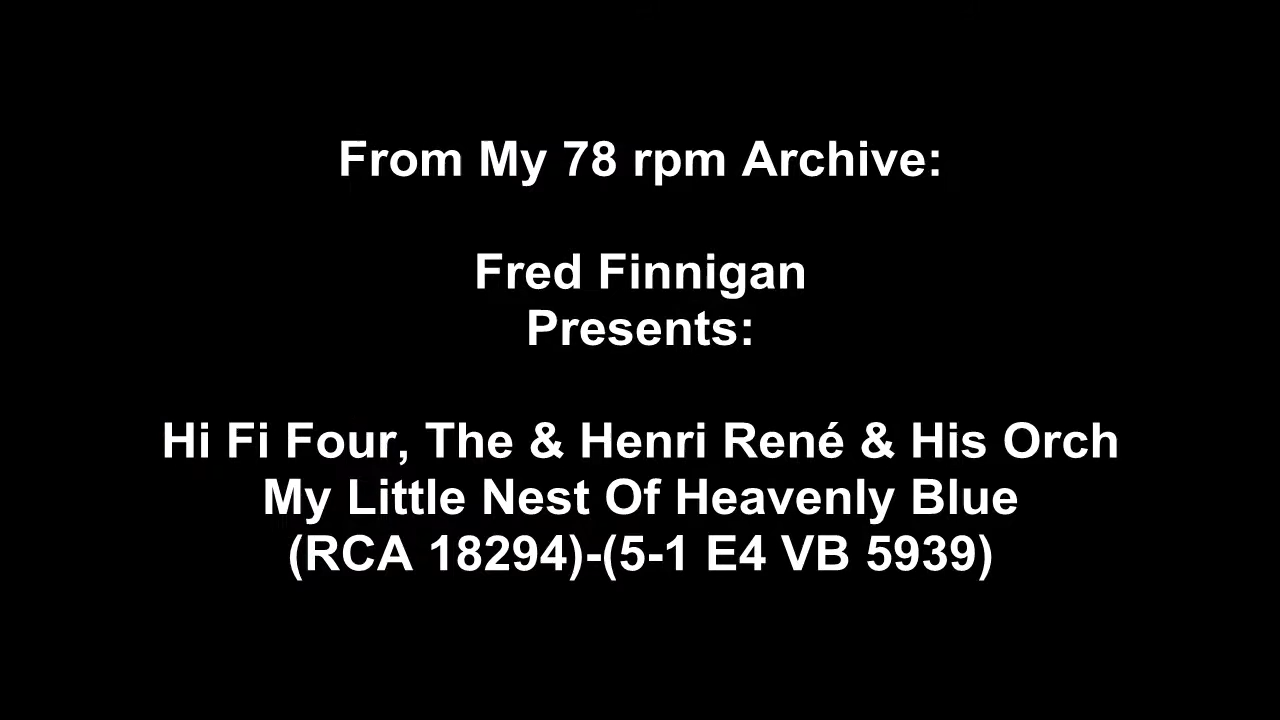 From My 78 rpm Archive:
Fred Finnigan
Presents:
Hi Fi Four, The & Henri René & His Orch
My Little Nest Of Heavenly Blue
(RCA 18294)-(5-1 E4 VB 5939)